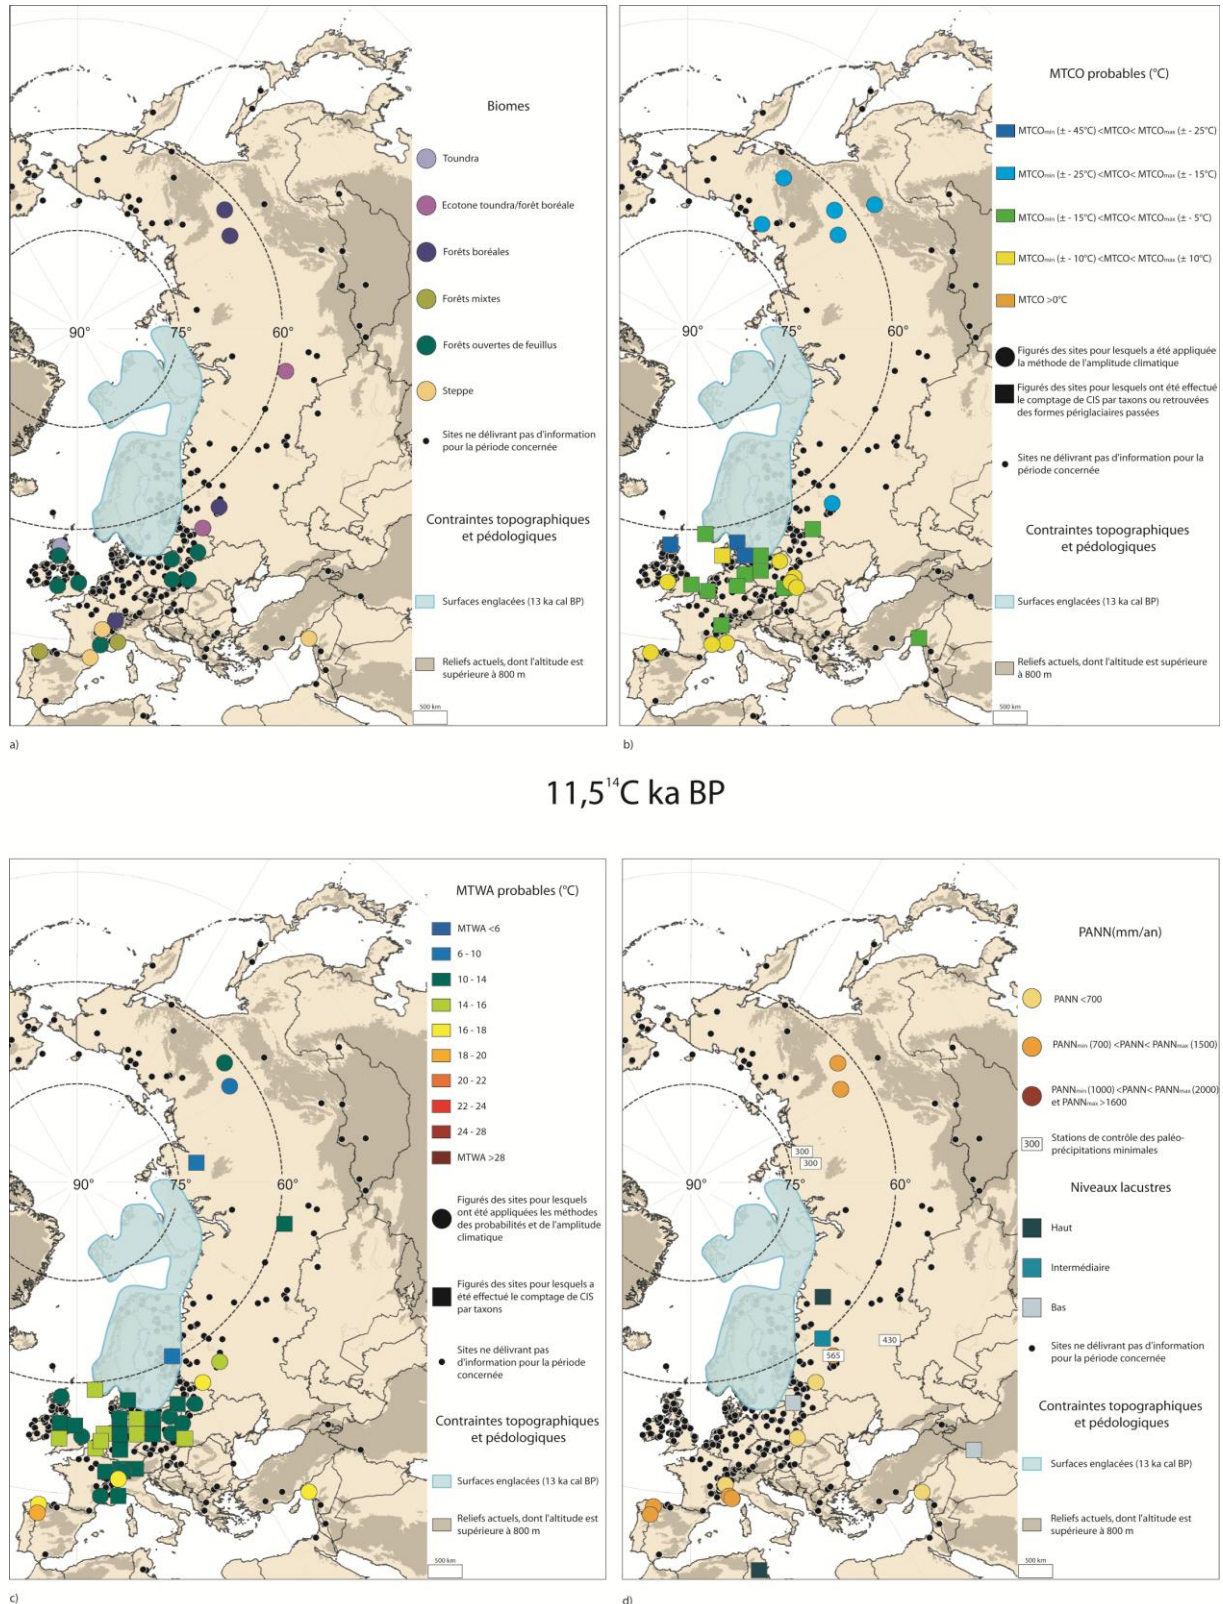 Biomes
Toundra
Ecotone toundra/forêt boréale
Forêts boréales
Forêts mixtes
Forêts ouvertes de feuillus
Steppe
Sites ne délivrant pas d'information
pour la période concernée
Contraintes topographiques
et pédologiques
Surfaces englacées (13 ka cal BP)
Reliefs actuels, dont l'altitude est
supérieure à 800 m
500 km
90°
75°
60°
a)
MTCO probables (°C)
MTCOmin (± - 45°C) <MTCO< MTCOmax (± - 25°C)
MTCOmin (± - 25°C) <MTCO< MTCOmax (± - 15°C)
MTCOmin (± - 15°C) <MTCO< MTCOmax (± - 5°C)
MTCOmin (± - 10°C) <MTCO< MTCOmax (± 10°C)
MTCO >0°C
Figurés des sites pour lesquels a été appliquée
la méthode de l'amplitude climatique
Figurés des sites pour lesquels ont été effectué
le comptage de CIS par taxons ou retrouvées
des formes périglaciaires passées
Sites ne délivrant pas d'information pour la
période concernée
Contraintes topographiques
et pédologiques
Surfaces englacées (13 ka cal BP)
Reliefs actuels, dont l'altitude est supérieure
à 800 m
500 km
90°
75°
60°
b)
11,5¹⁴C ka BP
MTWA probables (°C)
MTWA <6
6 - 10
10 - 14
14 - 16
16 - 18
18 - 20
20 - 22
22 - 24
24 - 28
MTWA >28
Figurés des sites pour lesquels
ont été appliquées les méthodes
des probabilités et de l'amplitude
climatique
Figurés des sites pour lesquels a
été effectué le comptage de CIS
par taxons
Sites ne délivrant pas
d'information pour la période
concernée
Contraintes topographiques
et pédologiques
Surfaces englacées (13 ka cal BP)
Reliefs actuels, dont l'altitude est
supérieure à 800 m
500 km
90°
75°
60°
c)
PANN(mm/an)
PANN <700
PANNmin (700) <PANN< PANNmax (1500)
PANNmin (1000) <PANN< PANNmax (2000)
et PANNmax >1600
300
Stations de contrôle des paléo-
précipitations minimales
Niveaux lacustres
Haut
Intermédiaire
Bas
Sites ne délivrant pas d'information
pour la période concernée
Contraintes topographiques
et pédologiques
Surfaces englacées (13 ka cal BP)
Reliefs actuels, dont l'altitude est
supérieure à 800 m
500 km
300
300
90°
75°
60°
430
565
d)